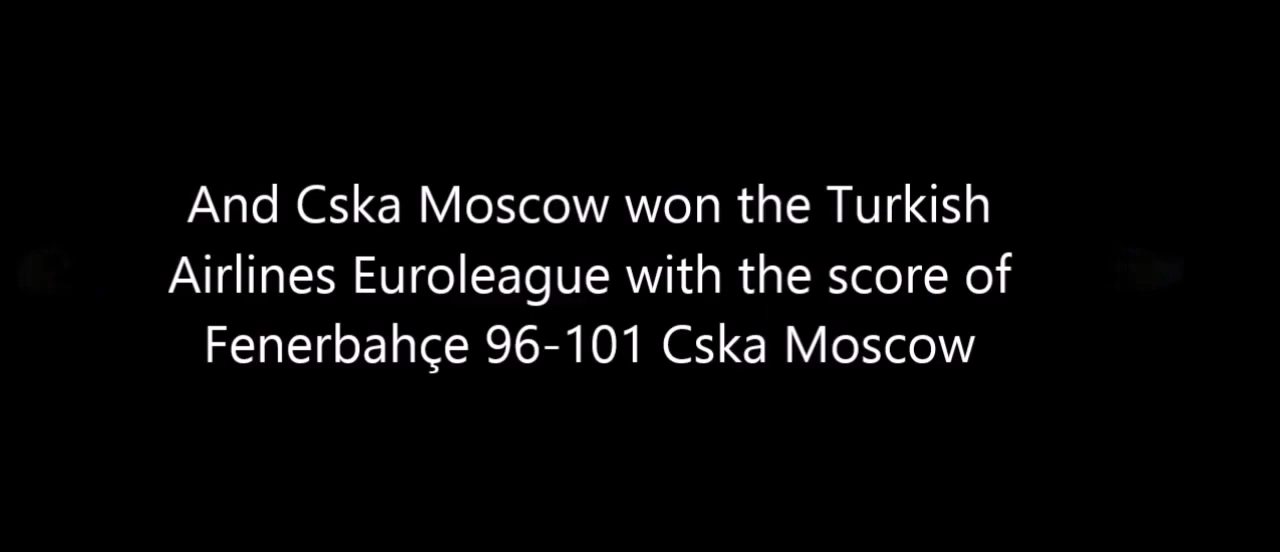 And Cska Moscow won the Turkish
Airlines Euroleague with the score of
Fenerbahçe 96-101 Cska Moscow